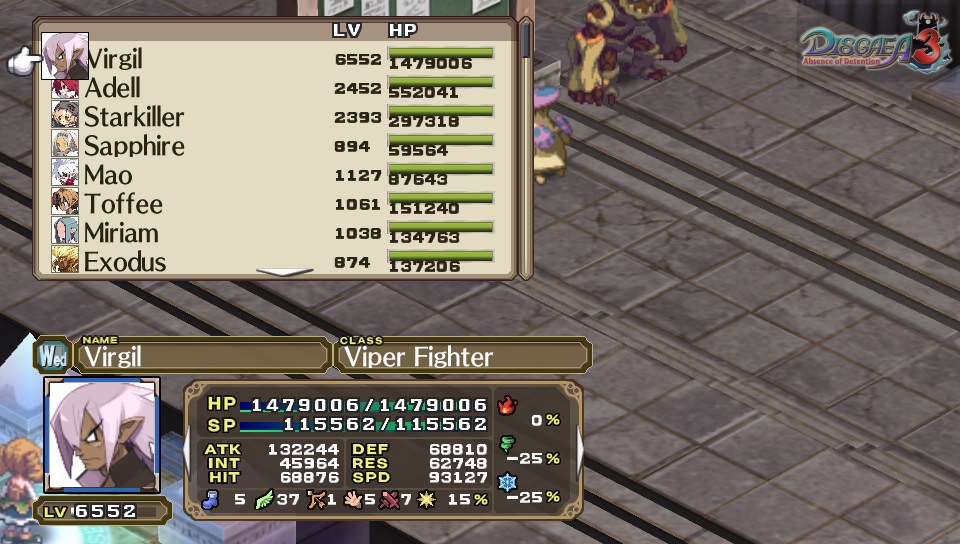 LV HP
Virgil 6552 1479006
Adell 2452 552041
Starkiller 2393 297318
Sapphire 894 59564
Mao 1127 87643
Toffee 1061 151240
Miriam 1038 134763
Exodus 874 137206
DISGAEA 3
Absence of Detention
NAME CLASS
Wed Virgil Viper Fighter
HP 1479006/1479006
SP 115562/115562
0%
ATK 132244 DEF 68810
INT 45964 RES 62748
-25%
HIT 68876 SPD 93127
-25%
5 37 1 5 7 15%
LV 6552